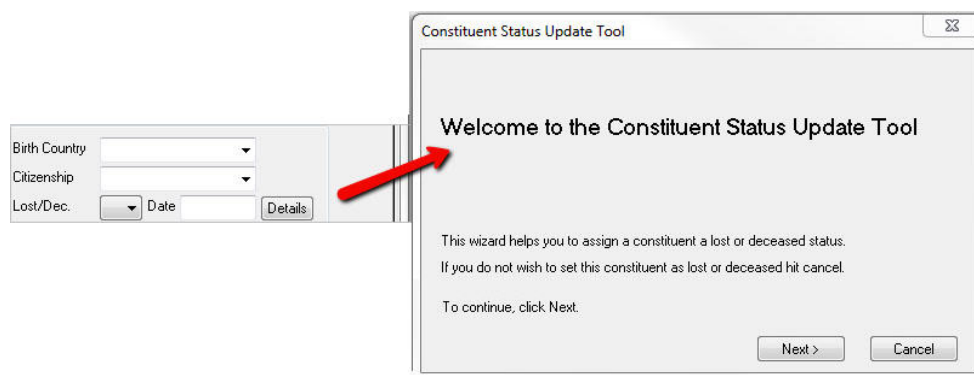 Birth Country
Citizenship
Lost/Dec. Date Details
Constituent Status Update Tool
Welcome to the Constituent Status Update Tool
This wizard helps you to assign a constituent a lost or deceased status.
If you do not wish to set this constituent as lost or deceased hit cancel.
To continue, click Next.
Next > Cancel